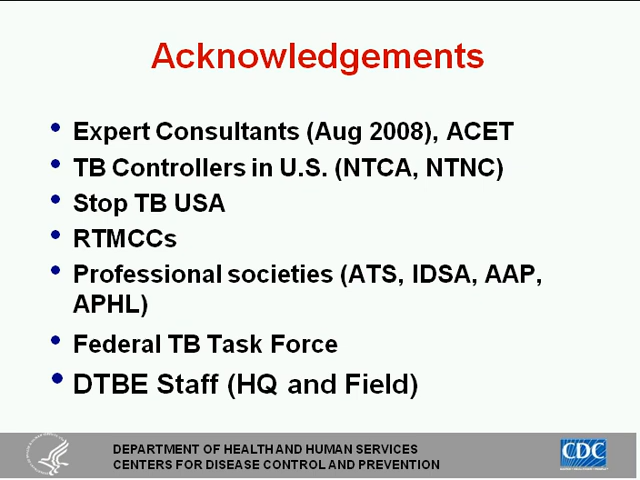 Acknowledgements
• Expert Consultants (Aug 2008), ACET
• TB Controllers in U.S. (NTCA, NTNC)
• Stop TB USA
• RTMCCs
• Professional societies (ATS, IDSA, AAP,
APHL)
• Federal TB Task Force
• DTBE Staff (HQ and Field)
DEPARTMENT OF HEALTH AND HUMAN SERVICES
CENTERS FOR DISEASE CONTROL AND PREVENTION
CDC